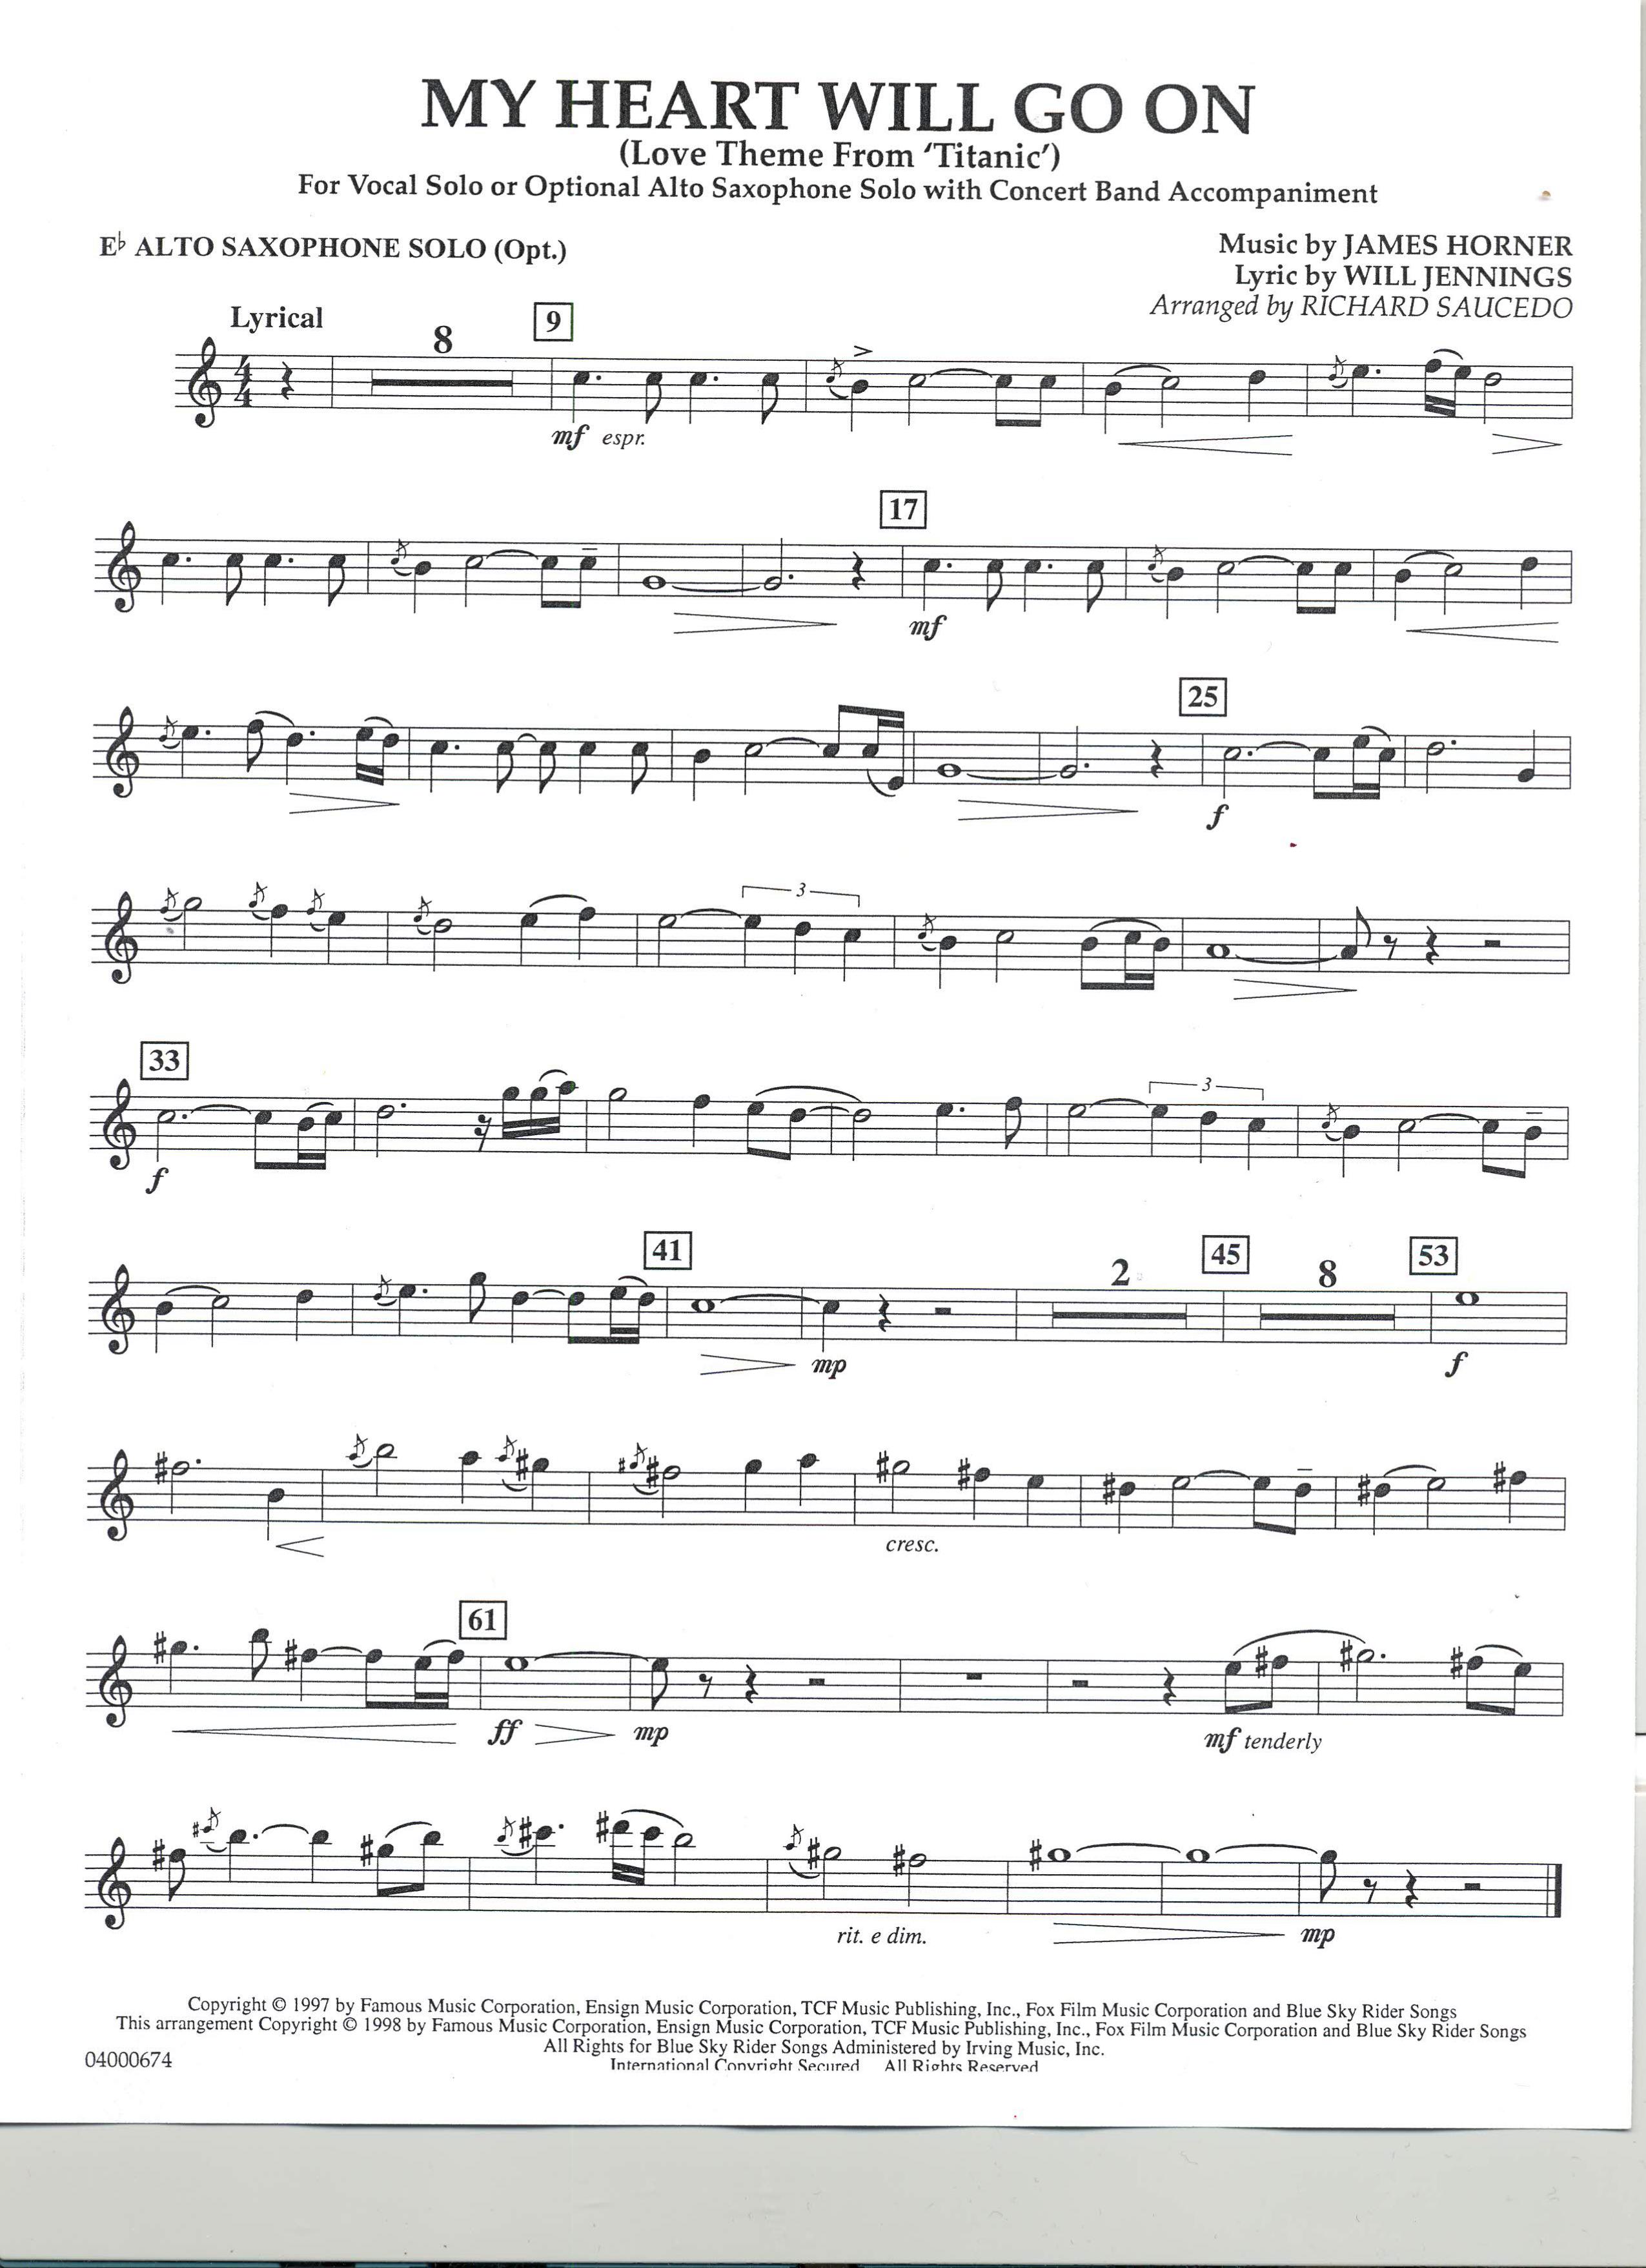 MY HEART WILL GO ON
(Love Theme From ‘Titanic’)
For Vocal Solo or Optional Alto Saxophone Solo with Concert Band Accompaniment
E♭ ALTO SAXOPHONE SOLO (Opt.)
Music by JAMES HORNER
Lyric by WILL JENNINGS
Arranged by RICHARD SAUCEDO
Lyrical
8 9
4
4
mf espr.
17
mf
25
f
3
33
3
f
41 2 45 8 53
mp f
cresc.
61
ff mp mf tenderly
rit. e dim. mp
Copyright © 1997 by Famous Music Corporation, Ensign Music Corporation, TCF Music Publishing, Inc., Fox Film Music Corporation and Blue Sky Rider Songs
This arrangement Copyright © 1998 by Famous Music Corporation, Ensign Music Corporation, TCF Music Publishing, Inc., Fox Film Music Corporation and Blue Sky Rider Songs
All Rights for Blue Sky Rider Songs Administered by Irving Music, Inc.
04000674
International Copyright Secured All Rights Reserved